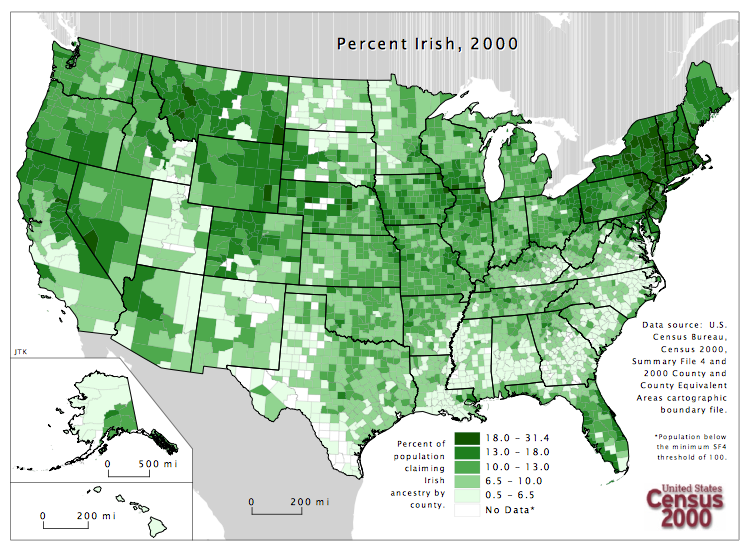 Percent Irish, 2000
JTK
Data source: U.S.
Census Bureau,
Census 2000,
Summary File 4 and
2000 County and
County Equivalent
Areas cartographic
boundary file.
*Population below
the minimum SF4
threshold of 100.
Percent of
population
claiming
Irish
ancestry by
county.
18.0 - 31.4
13.0 - 18.0
10.0 - 13.0
6.5 - 10.0
0.5 - 6.5
No Data*
0 500 mi
0 200 mi
0 200 mi
United States
Census
2000